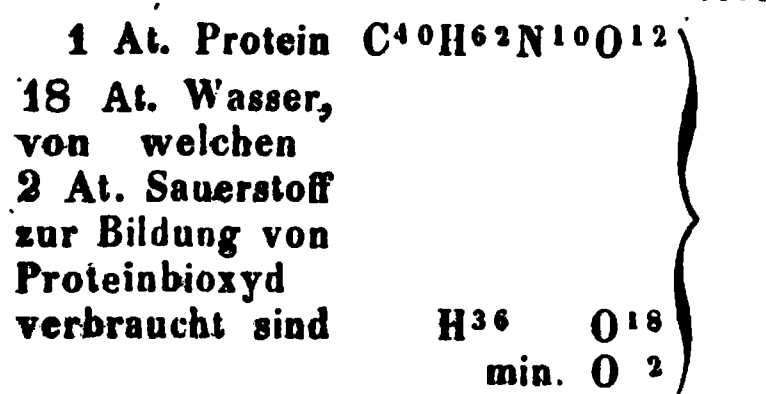 1 At. Protein C⁴⁰H⁶²N¹⁰O¹²
18 At. Wasser,
von welchen
2 At. Sauerstoff
zur Bildung von
Proteinbioxyd
verbraucht sind H³⁶ O¹⁸
min. O ²